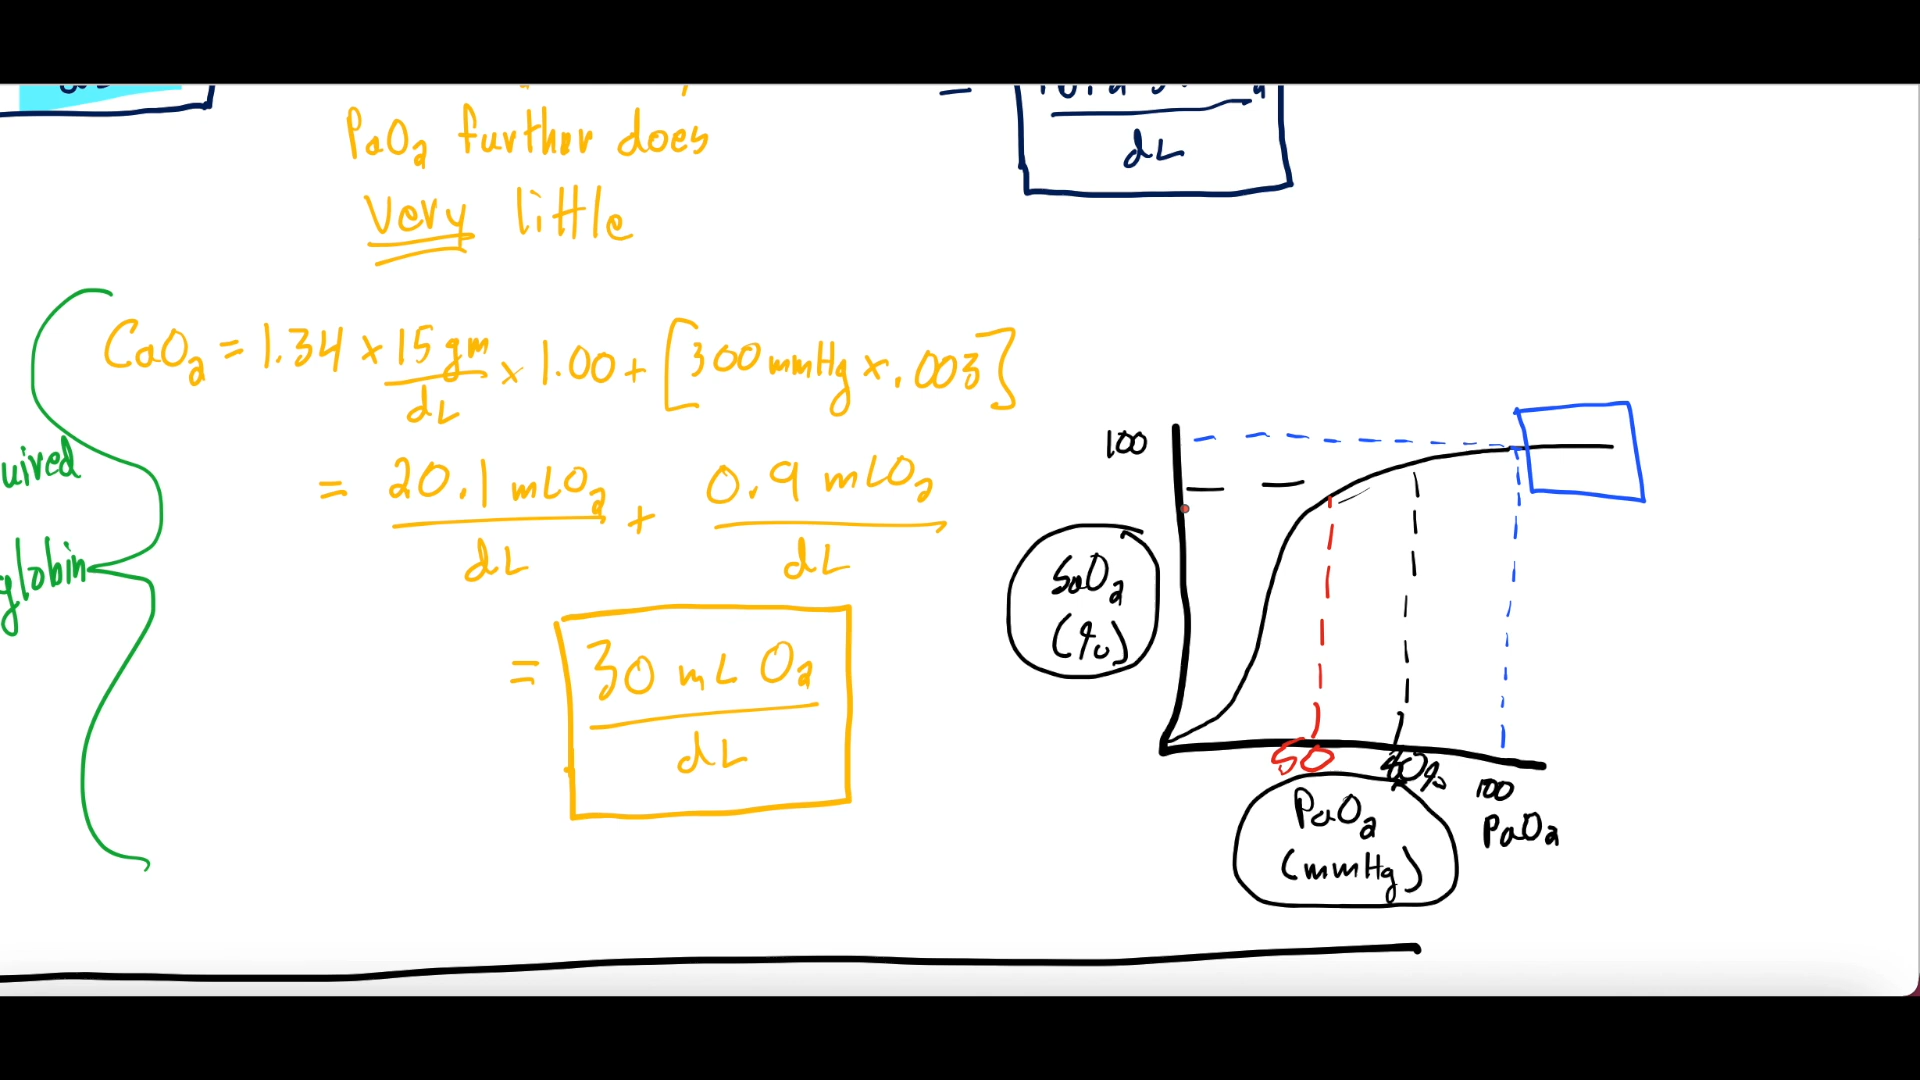 PaO₂ further does
very little
= dL
CaO₂ = 1.34 × 15 gm/dL × 1.00 + [300 mmHg × .003]
= 20.1 mLO₂/dL + 0.9 mLO₂/dL
= 30 mL O₂/dL
uired
globin
100
SaO₂
(%)
50
100
PaO₂
PaO₂
(mmHg)